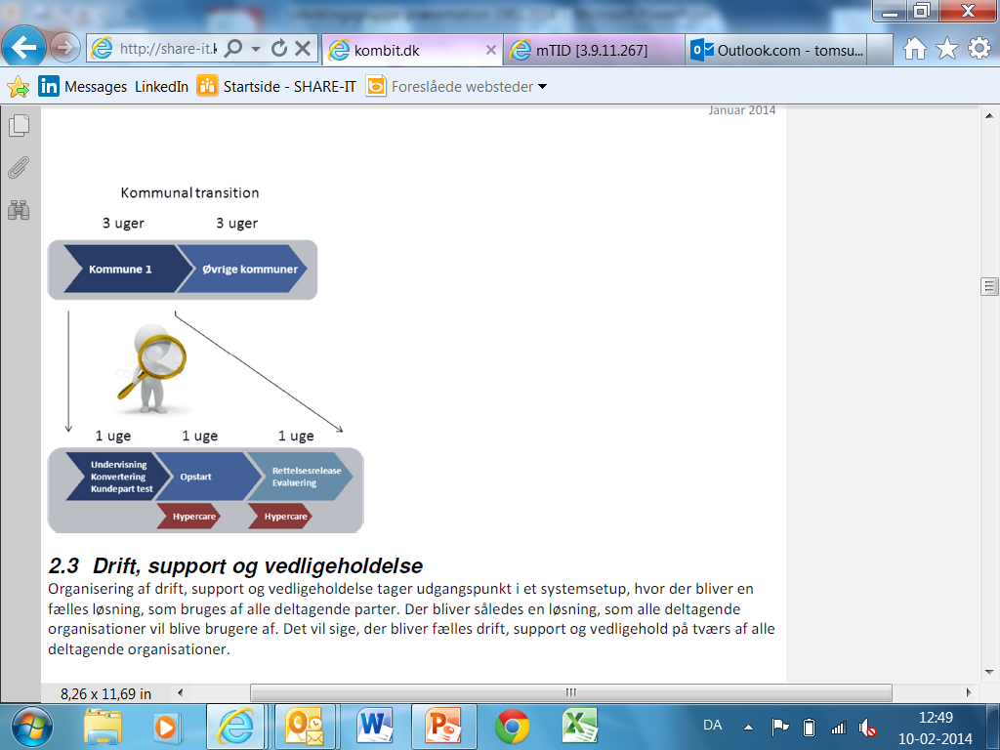 http://share-it.k
kombit.dk
mTID [3.9.11.267]
Outlook.com - tomsu...
Messages LinkedIn Startside - SHARE-IT Foreslåede websteder
Januar 2014
Kommunal transition
3 uger 3 uger
Kommune 1 Øvrige kommuner
1 uge 1 uge 1 uge
Undervisning
Konvertering
Kundepart test
Opstart
Rettelsesrelease
Evaluering
Hypercare Hypercare
2.3 Drift, support og vedligeholdelse
Organisering af drift, support og vedligeholdelse tager udgangspunkt i et systemsetup, hvor der bliver en
fælles løsning, som bruges af alle deltagende parter. Der bliver således en løsning, som alle deltagende
organisationer vil blive brugere af. Det vil sige, der bliver fælles drift, support og vedligehold på tværs af alle
deltagende organisationer.
8,26 x 11,69 in
DA
12:49
10-02-2014